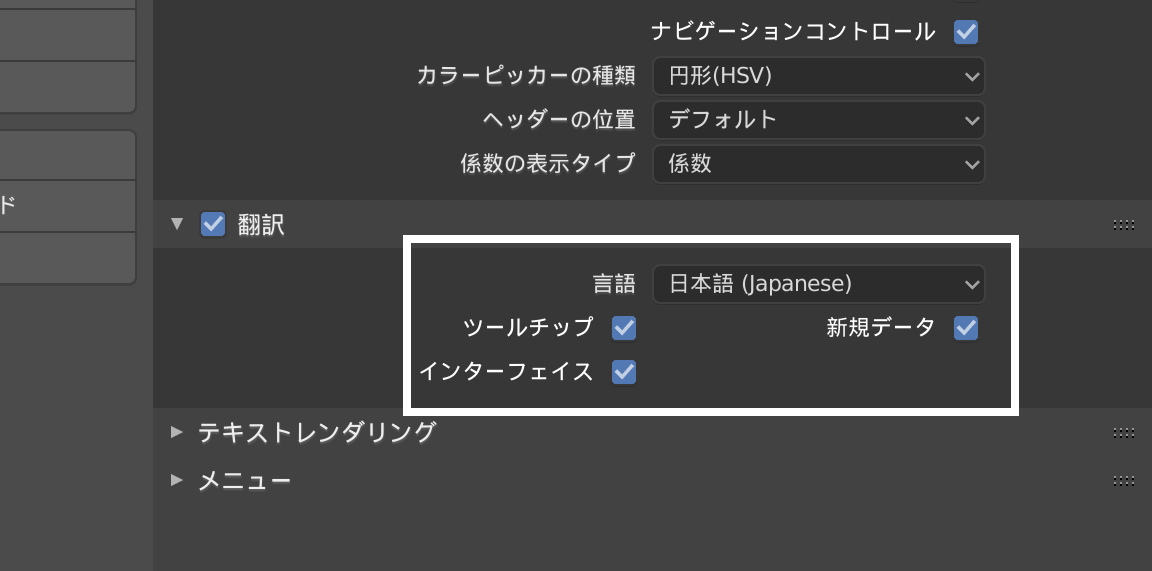 ナビゲーションコントロール
カラーピッカーの種類 円形(HSV)
ヘッダーの位置 デフォルト
係数の表示タイプ 係数
ド
翻訳
言語 日本語 (Japanese)
ツールチップ 新規データ
インターフェイス
テキストレンダリング
メニュー